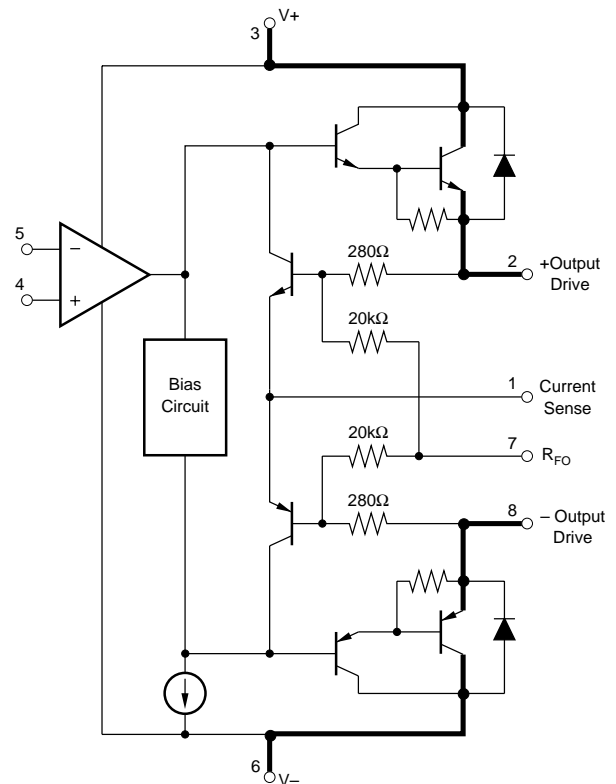 V+
3
5
−
4
+
280Ω
2
+Output
Drive
20kΩ
Bias
Circuit
1
Current
Sense
20kΩ
7
RFO
280Ω
8
– Output
Drive
6
V–